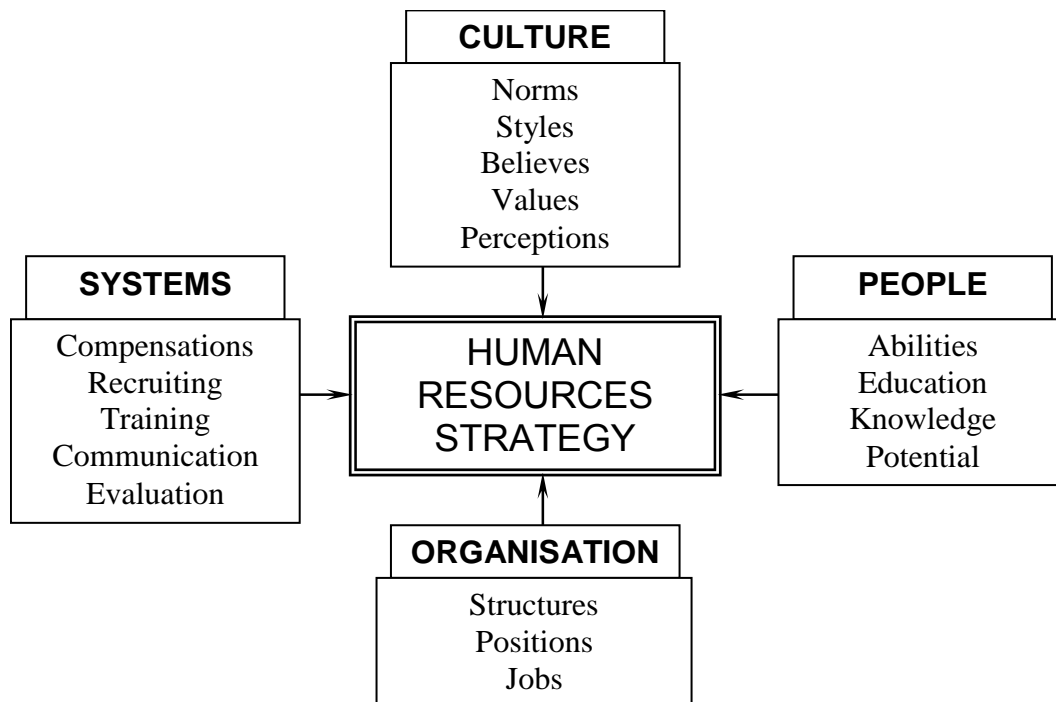 CULTURE
Norms
Styles
Believes
Values
Perceptions
SYSTEMS
Compensations
Recruiting
Training
Communication
Evaluation
HUMAN
RESOURCES
STRATEGY
PEOPLE
Abilities
Education
Knowledge
Potential
ORGANISATION
Structures
Positions
Jobs